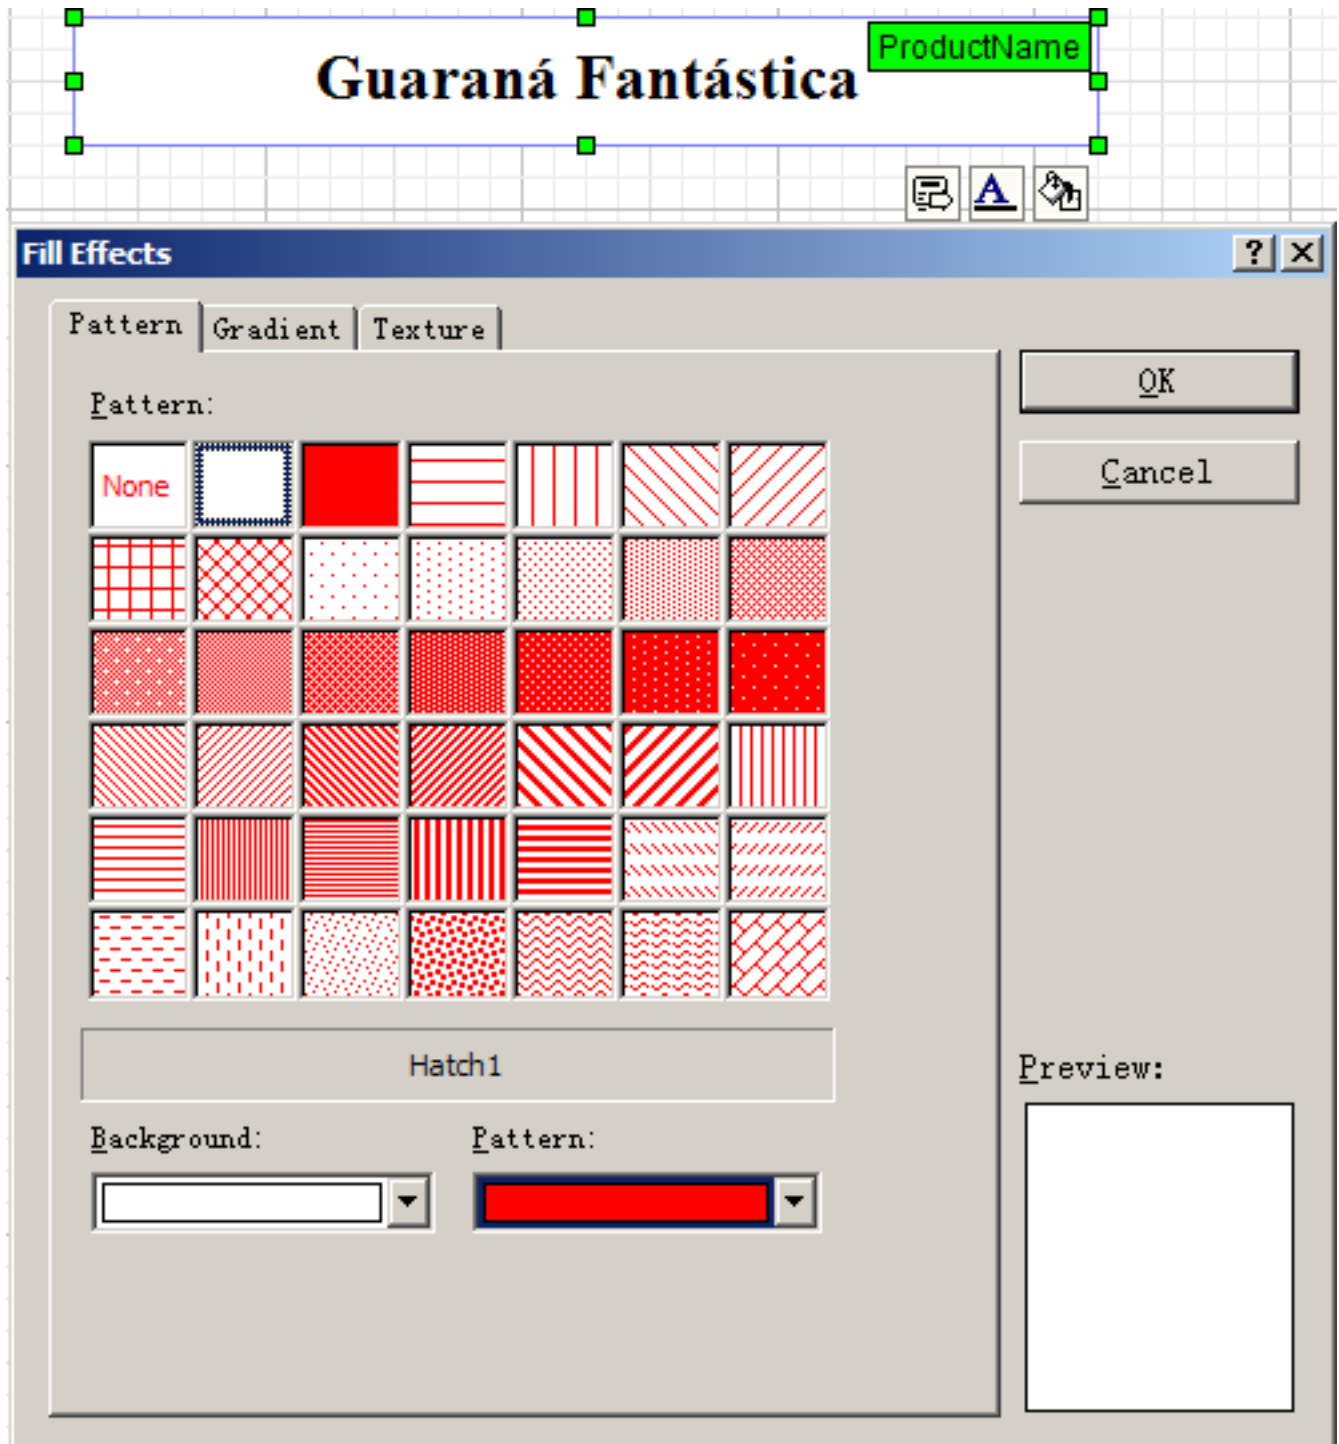 ProductName
Guaraná Fantástica
A
Fill Effects
?
Pattern Gradient Texture
Pattern:
OK
Cancel
None
Hatch1
Preview:
Background: Pattern: